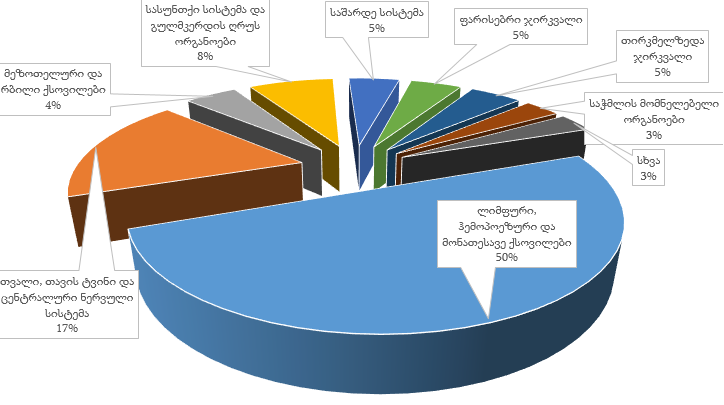 სასუნთქი სისტემა და
გულმკერდის ღრუს
ორგანოები
8%
საშარდე სისტემა
5%
ფარისებრი ჯირკვალი
5%
თირკმელზედა
ჯირკვალი
5%
საჭმლის მომნელებელი
ორგანოები
3%
სხვა
3%
ლიმფური,
ჰემოპოეზური და
მონათესავე ქსოვილები
50%
თვალი, თავის ტვინი და
ცენტრალური ნერვული
სისტემა
17%
მეზოთელური და
რბილი ქსოვილები
4%